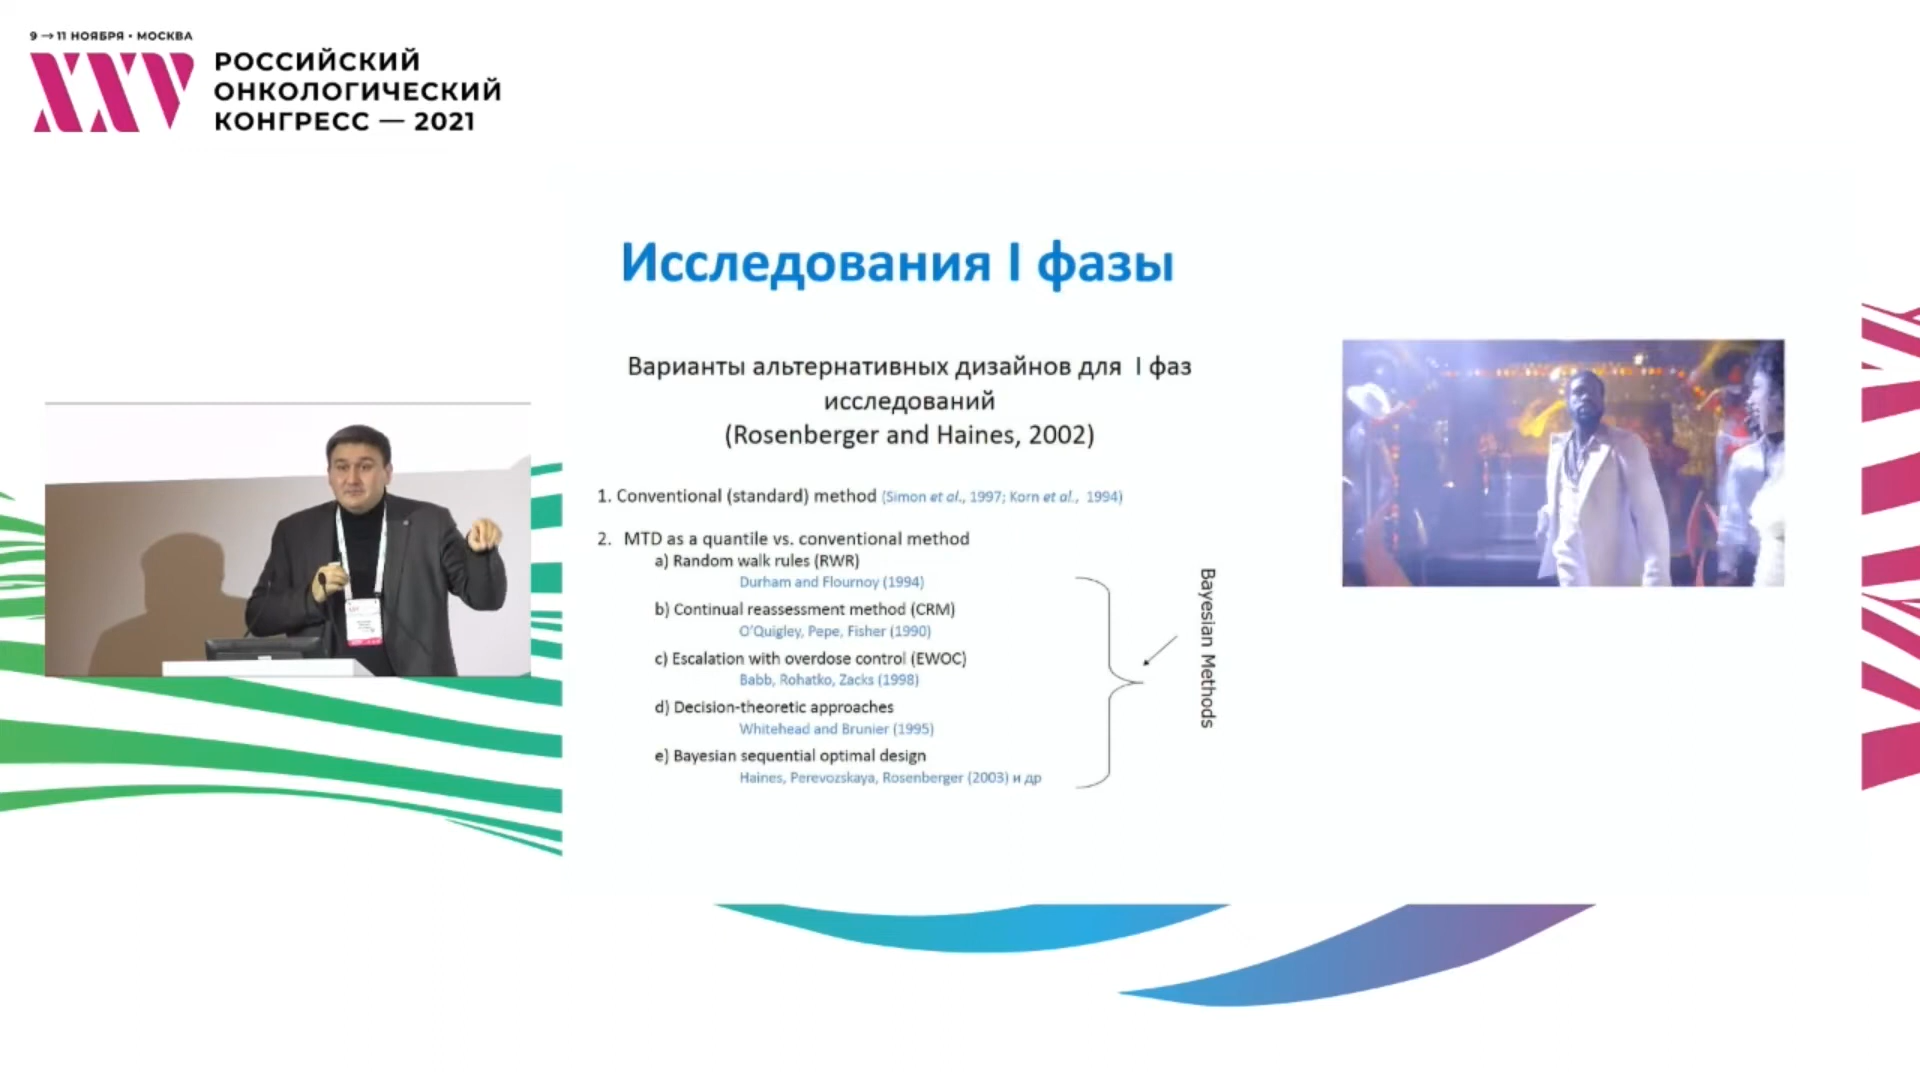 9 → 11 НОЯБРЯ • МОСКВА
XXV
РОССИЙСКИЙ
ОНКОЛОГИЧЕСКИЙ
КОНГРЕСС — 2021
Исследования I фазы
Варианты альтернативных дизайнов для I фаз
исследований
(Rosenberger and Haines, 2002)
1. Conventional (standard) method (Simon et al., 1997; Korn et al., 1994)
2. MTD as a quantile vs. conventional method
a) Random walk rules (RWR)
Durham and Flournoy (1994)
b) Continual reassessment method (CRM)
O'Quigley, Pepe, Fisher (1990)
c) Escalation with overdose control (EWOC)
Babb, Rohatko, Zacks (1998)
d) Decision-theoretic approaches
Whitehead and Brunier (1995)
e) Bayesian sequential optimal design
Haines, Perevozskaya, Rosenberger (2003) и др
Bayesian Methods